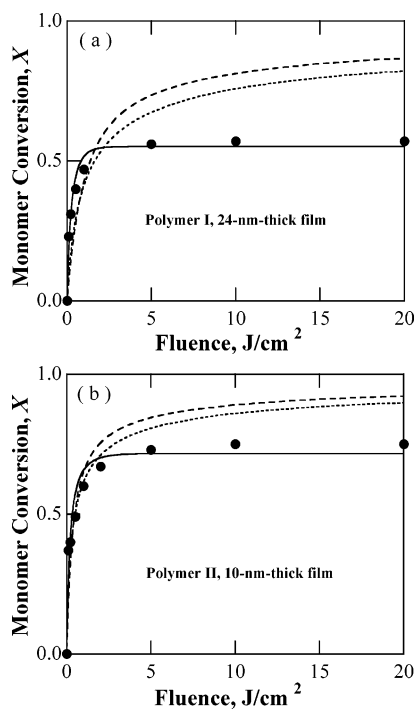 ( a )
1.0
0.5
0.0
Monomer Conversion, X
Polymer I, 24-nm-thick film
0 5 10 15 20
Fluence, J/cm 2
( b )
1.0
0.5
0.0
Monomer Conversion, X
Polymer II, 10-nm-thick film
0 5 10 15 20
Fluence, J/cm 2